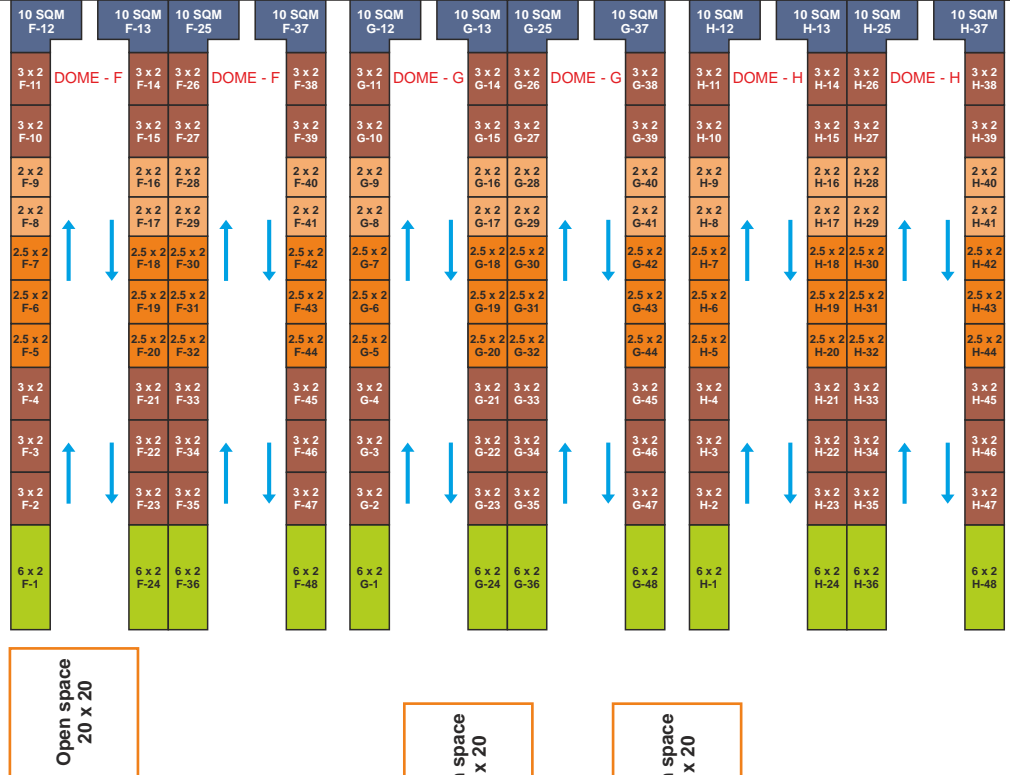 10 SQM 10 SQM 10 SQM 10 SQM 10 SQM 10 SQM 10 SQM 10 SQM 10 SQM 10 SQM 10 SQM 10 SQM
F-12 F-13 F-25 F-37 G-12 G-13 G-25 G-37 H-12 H-13 H-25 H-37
3 x 2 3 x 2 3 x 2 3 x 2 3 x 2 3 x 2 3 x 2 3 x 2 3 x 2 3 x 2 3 x 2 3 x 2
DOME - F DOME - F DOME - G DOME - G DOME - H DOME - H
F-11 F-14 F-26 F-38 G-11 G-14 G-26 G-38 H-11 H-14 H-26 H-38
3 x 2 3 x 2 3 x 2 3 x 2 3 x 2 3 x 2 3 x 2 3 x 2 3 x 2 3 x 2 3 x 2 3 x 2
F-10 F-15 F-27 F-39 G-10 G-15 G-27 G-39 H-10 H-15 H-27 H-39
2 x 2 2 x 2 2 x 2 2 x 2 2 x 2 2 x 2 2 x 2 2 x 2 2 x 2 2 x 2 2 x 2 2 x 2
F-9 F-16 F-28 F-40 G-9 G-16 G-28 G-40 H-9 H-16 H-28 H-40
2 x 2 2 x 2 2 x 2 2 x 2 2 x 2 2 x 2 2 x 2 2 x 2 2 x 2 2 x 2 2 x 2 2 x 2
F-8 F-17 F-29 F-41 G-8 G-17 G-29 G-41 H-8 H-17 H-29 H-41
2.5 x 2 2.5 x 2 2.5 x 2 2.5 x 2 2.5 x 2 2.5 x 2 2.5 x 2 2.5 x 2 2.5 x 2 2.5 x 2 2.5 x 2 2.5 x 2
F-7 F-18 F-30 F-42 G-7 G-18 G-30 G-42 H-7 H-18 H-30 H-42
2.5 x 2 2.5 x 2 2.5 x 2 2.5 x 2 2.5 x 2 2.5 x 2 2.5 x 2 2.5 x 2 2.5 x 2 2.5 x 2 2.5 x 2 2.5 x 2
F-6 F-19 F-31 F-43 G-6 G-19 G-31 G-43 H-6 H-19 H-31 H-43
2.5 x 2 2.5 x 2 2.5 x 2 2.5 x 2 2.5 x 2 2.5 x 2 2.5 x 2 2.5 x 2 2.5 x 2 2.5 x 2 2.5 x 2 2.5 x 2
F-5 F-20 F-32 F-44 G-5 G-20 G-32 G-44 H-5 H-20 H-32 H-44
3 x 2 3 x 2 3 x 2 3 x 2 3 x 2 3 x 2 3 x 2 3 x 2 3 x 2 3 x 2 3 x 2 3 x 2
F-4 F-21 F-33 F-45 G-4 G-21 G-33 G-45 H-4 H-21 H-33 H-45
3 x 2 3 x 2 3 x 2 3 x 2 3 x 2 3 x 2 3 x 2 3 x 2 3 x 2 3 x 2 3 x 2 3 x 2
F-3 F-22 F-34 F-46 G-3 G-22 G-34 G-46 H-3 H-22 H-34 H-46
3 x 2 3 x 2 3 x 2 3 x 2 3 x 2 3 x 2 3 x 2 3 x 2 3 x 2 3 x 2 3 x 2 3 x 2
F-2 F-23 F-35 F-47 G-2 G-23 G-35 G-47 H-2 H-23 H-35 H-47
6 x 2 6 x 2 6 x 2 6 x 2 6 x 2 6 x 2 6 x 2 6 x 2 6 x 2 6 x 2 6 x 2 6 x 2
F-1 F-24 F-36 F-48 G-1 G-24 G-36 G-48 H-1 H-24 H-36 H-48
Open space
20 x 20
space
x 20
space
x 20